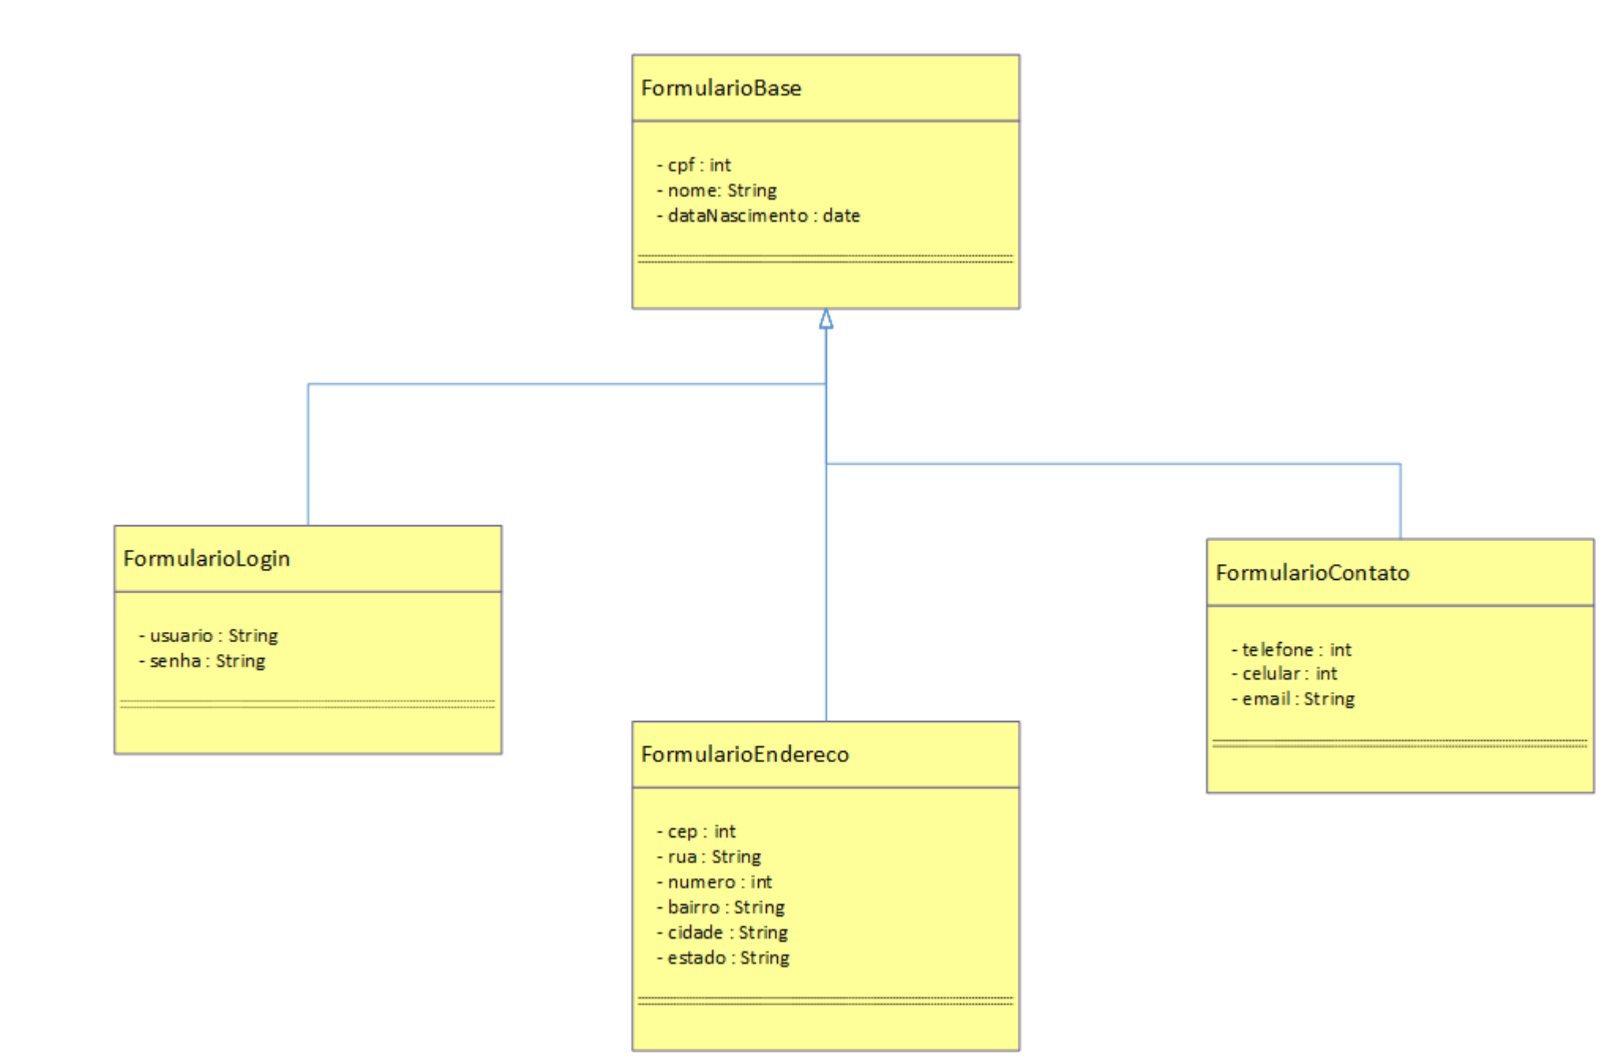 FormularioBase
- cpf : int
- nome: String
- dataNascimento : date
FormularioLogin
- usuario : String
- senha : String
FormularioEndereco
- cep : int
- rua : String
- numero : int
- bairro : String
- cidade : String
- estado : String
FormularioContato
- telefone : int
- celular : int
- email : String